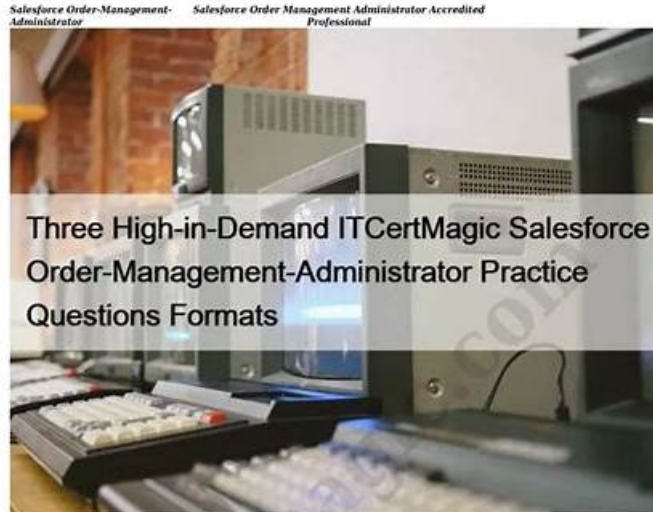 Salesforce Order-Management-Administrator
Salesforce Order Management Administrator Accredited Professional
Three High-in-Demand ITCertMagic Salesforce
Order-Management-Administrator Practice
Questions Formats